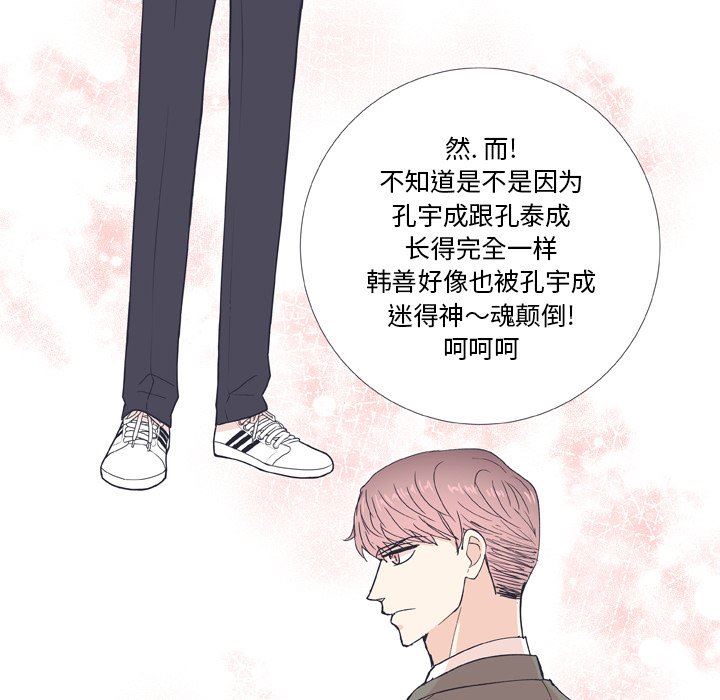 然. 而!
不知道是不是因为
孔宇成跟孔泰成
长得完全一样
韩善好像也被孔宇成
迷得神～魂颠倒!
呵呵呵